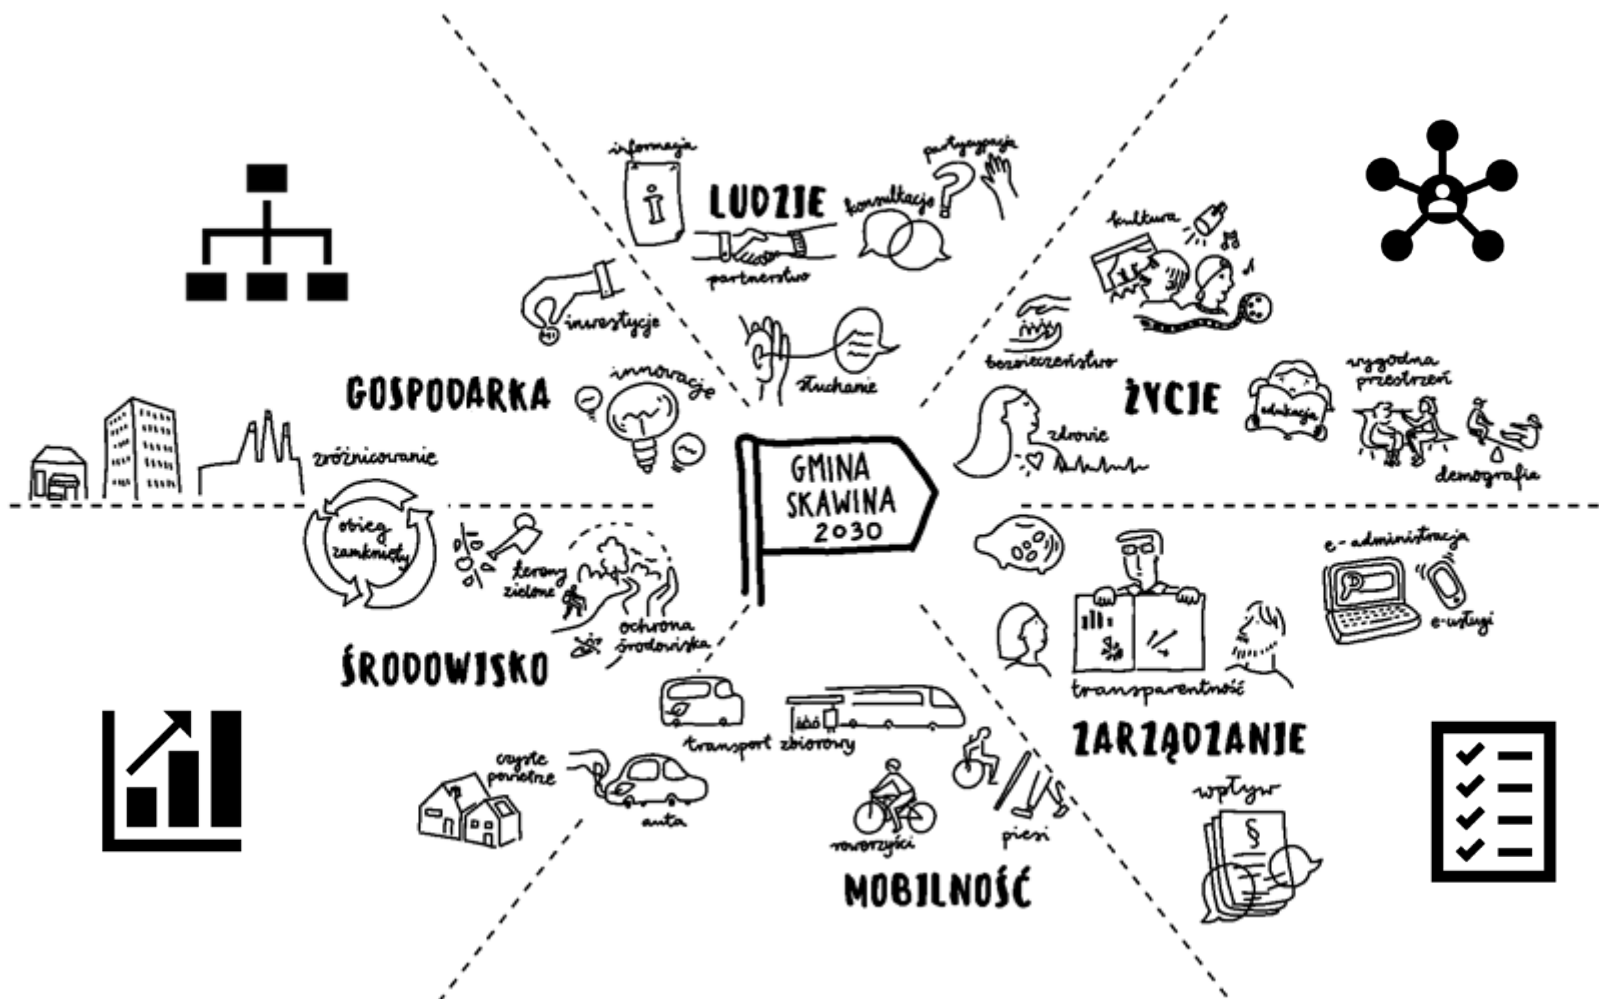 informacja
LUDZIE
konsultacje
partycypacja
partnerstwo
słuchanie
inwestycje
innowacje
GOSPODARKA
zróżnicowanie
kultura
bezpieczeństwo
ŻYCIE
zdrowie
edukacja
wygodna
przestrzeń
demografia
GMINA
SKAWINA
2030
obieg
zamknięty
tereny
zielone
ochrona
środowiska
ŚRODOWISKO
czyste
powietrze
transport zbiorowy
auta
rowerzyści
piesi
MOBILNOŚĆ
e-administracja
e-usługi
transparentność
ZARZĄDZANIE
wpływ
§